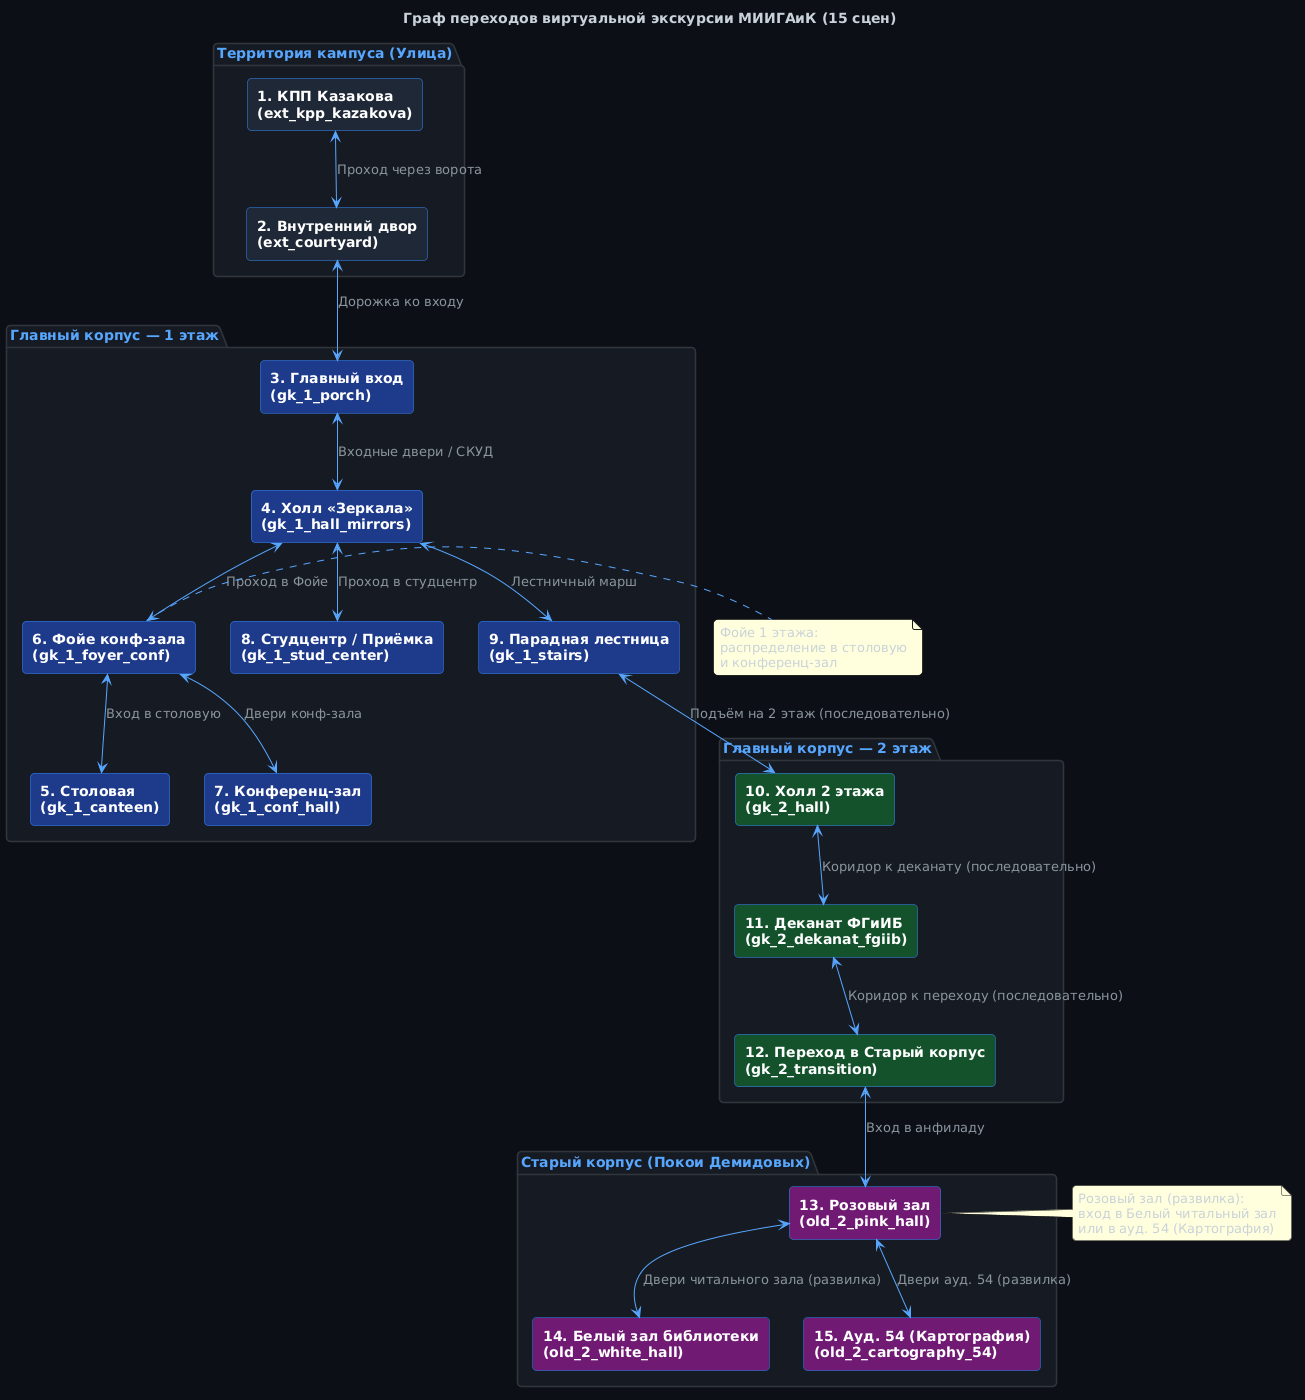 Граф переходов виртуальной экскурсии МИИГАиК (15 сцен)
Территория кампуса (Улица)
1. КПП Казакова
(ext_kpp_kazakova)
Проход через ворота
2. Внутренний двор
(ext_courtyard)
Дорожка ко входу
Главный корпус — 1 этаж
3. Главный вход
(gk_1_porch)
Входные двери / СКУД
4. Холл «Зеркала»
(gk_1_hall_mirrors)
Проход в Фойе
Проход в студцентр
Лестничный марш
6. Фойе конф-зала
(gk_1_foyer_conf)
8. Студцентр / Приёмка
(gk_1_stud_center)
9. Парадная лестница
(gk_1_stairs)
Фойе 1 этажа:
распределение в столовую
и конференц-зал
Вход в столовую
Двери конф-зала
Подъём на 2 этаж (последовательно)
Главный корпус — 2 этаж
5. Столовая
(gk_1_canteen)
7. Конференц-зал
(gk_1_conf_hall)
10. Холл 2 этажа
(gk_2_hall)
Коридор к деканату (последовательно)
11. Деканат ФГиИБ
(gk_2_dekanat_fgiib)
Коридор к переходу (последовательно)
12. Переход в Старый корпус
(gk_2_transition)
Вход в анфиладу
Старый корпус (Покои Демидовых)
13. Розовый зал
(old_2_pink_hall)
Розовый зал (развилка):
вход в Белый читальный зал
или в ауд. 54 (Картография)
Двери читального зала (развилка)
Двери ауд. 54 (развилка)
14. Белый зал библиотеки
(old_2_white_hall)
15. Ауд. 54 (Картография)
(old_2_cartography_54)